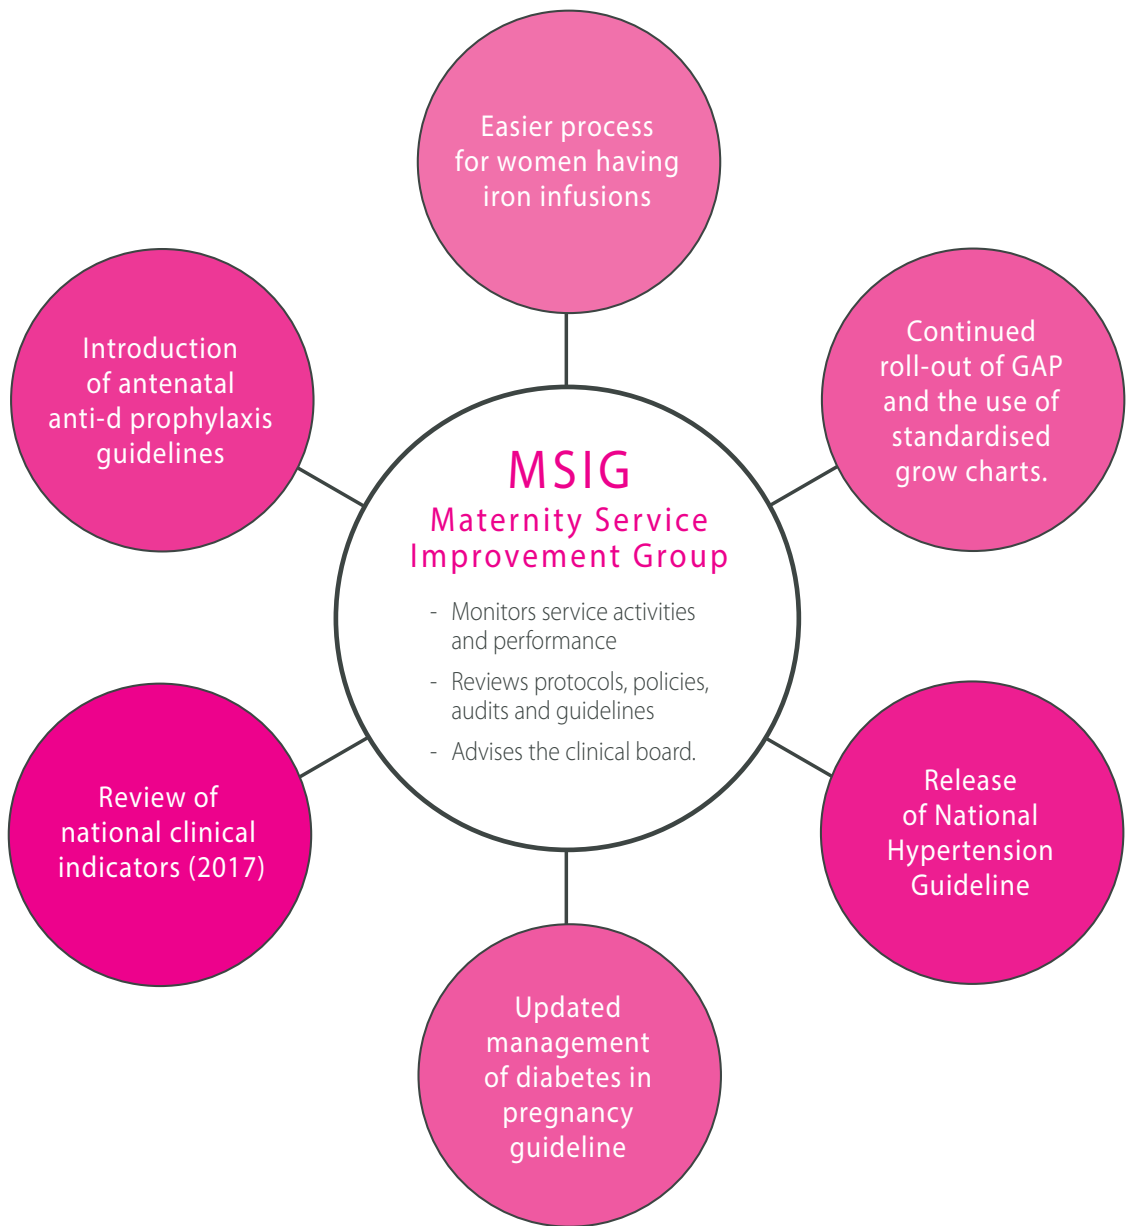 Easier process
for women having
iron infusions
Continued
roll-out of GAP
and the use of
standardised
grow charts.
Introduction
of antenatal
anti-d prophylaxis
guidelines
MSIG
Maternity Service
Improvement Group
- Monitors service activities
and performance
- Reviews protocols, policies,
audits and guidelines
- Advises the clinical board.
Review of
national clinical
indicators (2017)
Release
of National
Hypertension
Guideline
Updated
management
of diabetes in
pregnancy
guideline